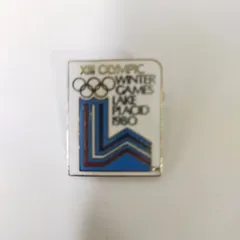 XIII OLYMPIC
WINTER
GAMES
LAKE
PLACID
1980